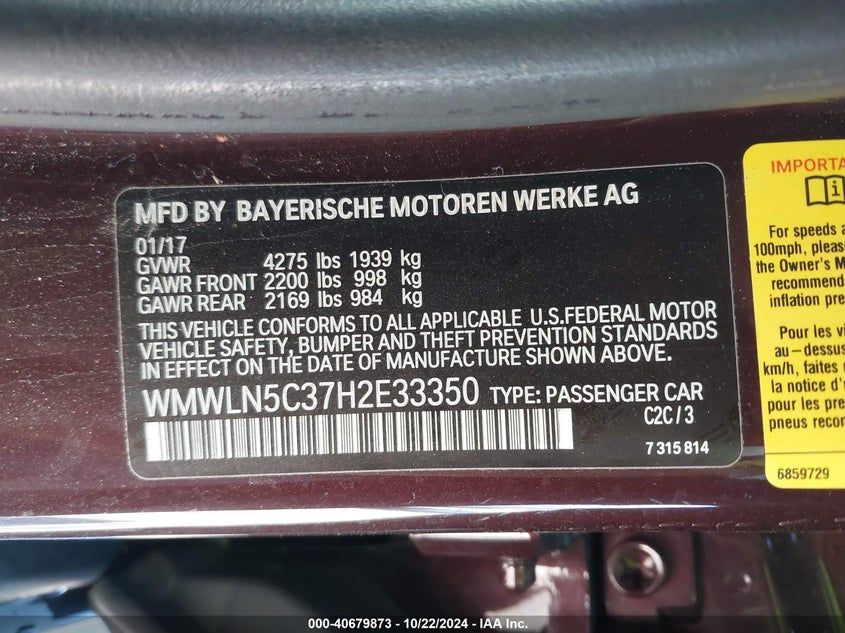 MFD BY BAYERISCHE MOTOREN WERKE AG
01/17
GVWR 4275 lbs 1939 kg
GAWR FRONT 2200 lbs 998 kg
GAWR REAR 2169 lbs 984 kg
THIS VEHICLE CONFORMS TO ALL APPLICABLE U.S.FEDERAL MOTOR
VEHICLE SAFETY, BUMPER AND THEFT PREVENTION STANDARDS
IN EFFECT ON THE DATE OF MANUFACTURE SHOWN ABOVE.
WMWLN5C37H2E33350 TYPE: PASSENGER CAR
C2C / 3
7 315 814
IMPORTA
For speeds a
100mph, pleas
the Owner's M
recommend
inflation pre
Pour les vi
au-dessus
km/h, faites
la notice d'
pour les p
pneus recom
6859729
000-40679873 - 10/22/2024 - IAA Inc.